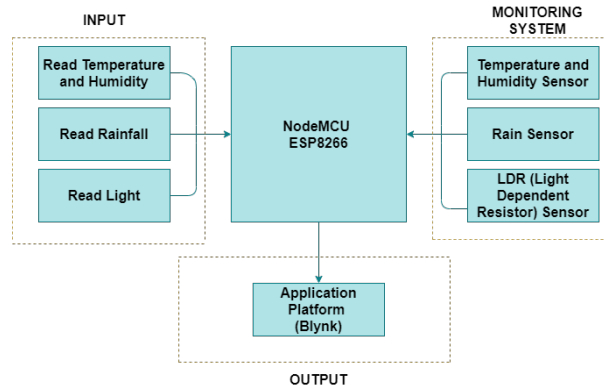 INPUT
Read Temperature
and Humidity
Read Rainfall
Read Light
NodeMCU
ESP8266
MONITORING
SYSTEM
Temperature and
Humidity Sensor
Rain Sensor
LDR (Light
Dependent
Resistor) Sensor
Application
Platform
(Blynk)
OUTPUT